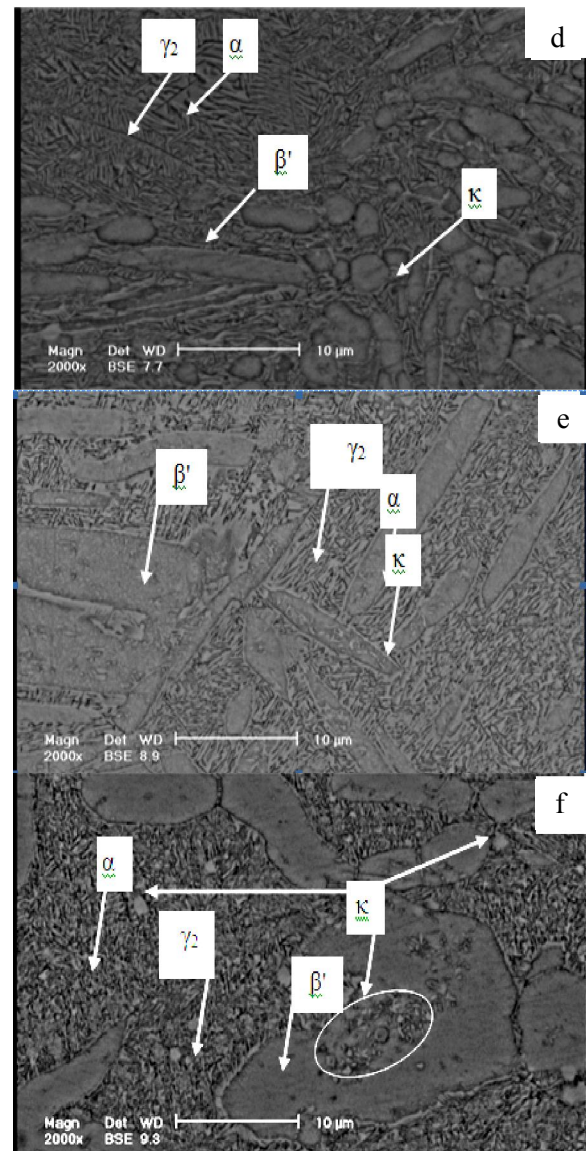 d
γ₂ α
β'
κ
Magn Det WD
2000x BSE 7.7 10 µm
e
γ₂
β'
α
κ
Magn Det WD
2000x BSE 8.9 10 µm
f
α
κ
γ₂
β'
Magn Det WD
2000x BSE 9.3 10 µm